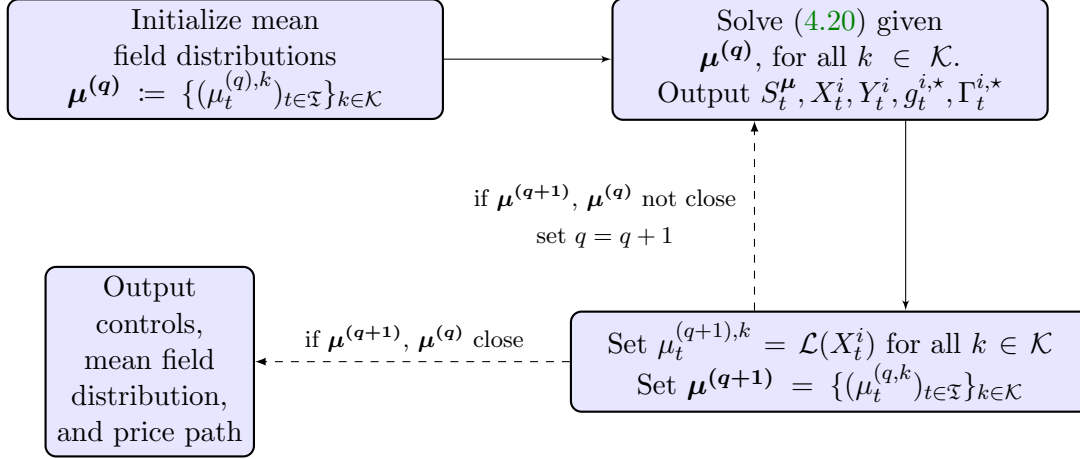 Initialize mean
field distributions
𝝁⁽𝒒⁾ := {(μ_t^{(q),k})_{t∈𝔗}}_{k∈𝒦}
Solve (4.20) given
𝝁⁽𝒒⁾, for all k ∈ 𝒦.
Output S_t^𝝁, X_t^i, Y_t^i, g_t^{i,⋆}, Γ_t^{i,⋆}
if 𝝁^{(𝒒+𝟏)}, 𝝁^{(𝒒)} not close
set q = q + 1
Output
controls,
mean field
distribution,
and price path
if 𝝁^{(𝒒+𝟏)}, 𝝁^{(𝒒)} close
Set μ_t^{(q+1),k} = ℒ(X_t^i) for all k ∈ 𝒦
Set 𝝁^{(𝒒+𝟏)} = {(μ_t^{(q,k})_{t∈𝔗}}_{k∈𝒦}